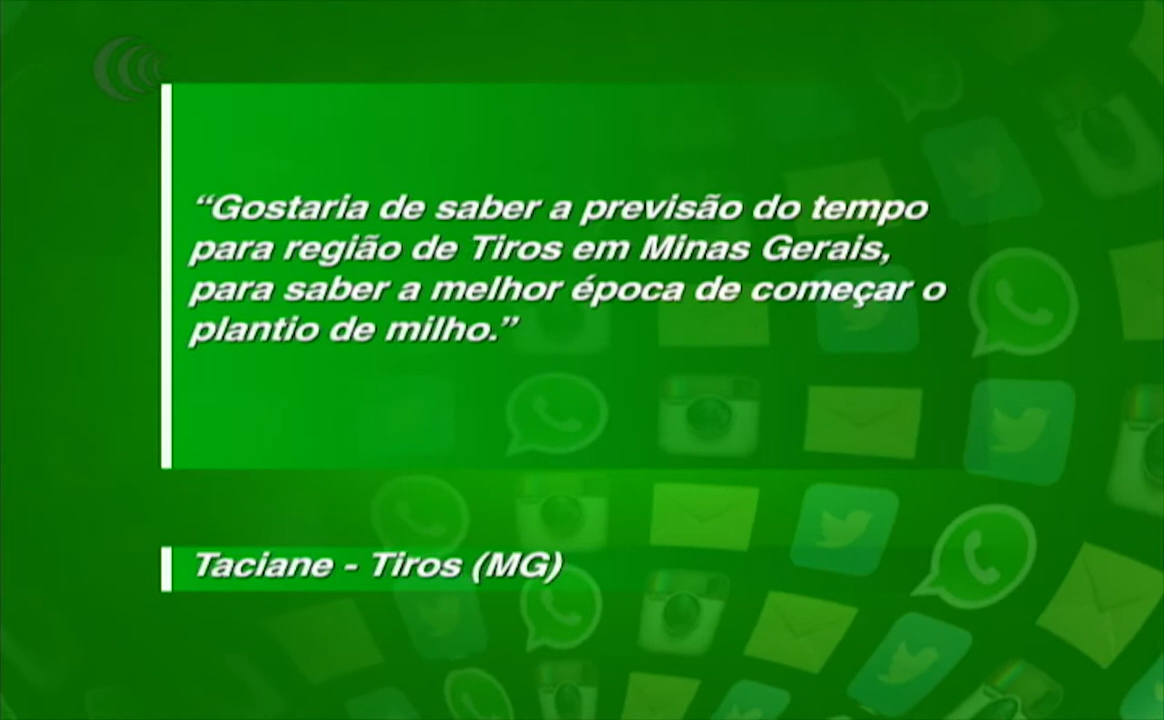 “Gostaria de saber a previsão do tempo
para região de Tiros em Minas Gerais,
para saber a melhor época de começar o
plantio de milho.”
Taciane - Tiros (MG)